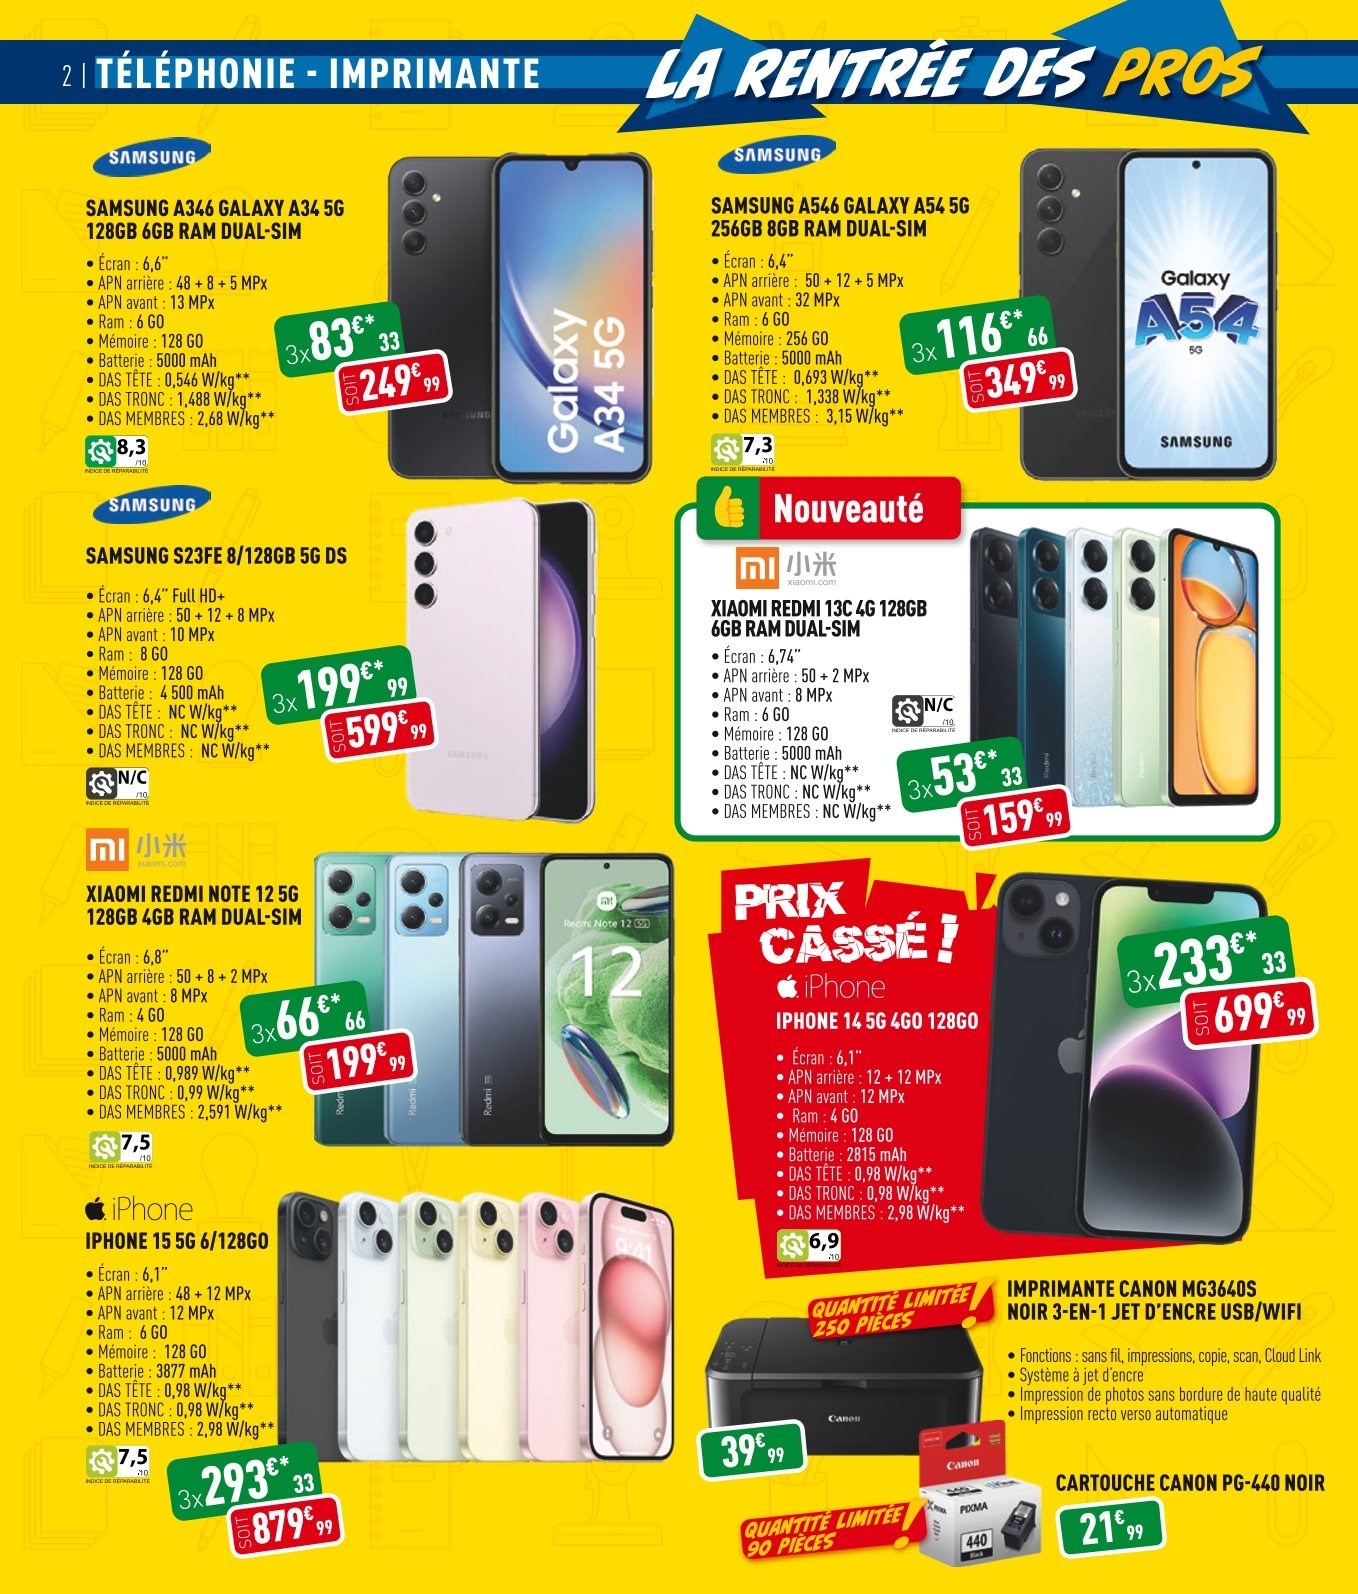 2 | TÉLÉPHONIE - IMPRIMANTE
LA RENTRÉE DES PROS
SAMSUNG
SAMSUNG A346 GALAXY A34 5G
128GB 6GB RAM DUAL-SIM
• Écran : 6,6”
• APN arrière : 48 + 8 + 5 MPx
• APN avant : 13 MPx
• Ram : 6 GO
• Mémoire : 128 GO
• Batterie : 5000 mAh
• DAS TÊTE : 0,546 W/kg**
• DAS TRONC : 1,488 W/kg**
• DAS MEMBRES : 2,68 W/kg**
8,3
/10
INDICE DE RÉPARABILITÉ
3x83€*33
SOIT 249€99
SAMSUNG
Galaxy
A34 5G
SAMSUNG
SAMSUNG A546 GALAXY A54 5G
256GB 8GB RAM DUAL-SIM
• Écran : 6,4”
• APN arrière : 50 + 12 + 5 MPx
• APN avant : 32 MPx
• Ram : 6 GO
• Mémoire : 256 GO
• Batterie : 5000 mAh
• DAS TÊTE : 0,693 W/kg**
• DAS TRONC : 1,338 W/kg**
• DAS MEMBRES : 3,15 W/kg**
7,3
/10
INDICE DE RÉPARABILITÉ
3x116€*66
SOIT 349€99
Galaxy
A54
5G
SAMSUNG
SAMSUNG
SAMSUNG S23FE 8/128GB 5G DS
• Écran : 6,4” Full HD+
• APN arrière : 50 + 12 + 8 MPx
• APN avant : 10 MPx
• Ram : 8 GO
• Mémoire : 128 GO
• Batterie : 4 500 mAh
• DAS TÊTE : NC W/kg**
• DAS TRONC : NC W/kg**
• DAS MEMBRES : NC W/kg**
N/C
/10
INDICE DE RÉPARABILITÉ
3x199€*99
SOIT 599€99
SAMSUNG
Nouveauté
mi 小米
xiaomi.com
XIAOMI REDMI 13C 4G 128GB
6GB RAM DUAL-SIM
• Écran : 6,74”
• APN arrière : 50 + 2 MPx
• APN avant : 8 MPx
• Ram : 6 GO
• Mémoire : 128 GO
• Batterie : 5000 mAh
• DAS TÊTE : NC W/kg**
• DAS TRONC : NC W/kg**
• DAS MEMBRES : NC W/kg**
N/C
/10
INDICE DE RÉPARABILITÉ
3x53€*33
SOIT 159€99
Redmi
Redmi
Redmi
mi 小米
xiaomi.com
XIAOMI REDMI NOTE 12 5G
128GB 4GB RAM DUAL-SIM
• Écran : 6,8”
• APN arrière : 50 + 8 + 2 MPx
• APN avant : 8 MPx
• Ram : 4 GO
• Mémoire : 128 GO
• Batterie : 5000 mAh
• DAS TÊTE : 0,989 W/kg**
• DAS TRONC : 0,99 W/kg**
• DAS MEMBRES : 2,591 W/kg**
7,5
/10
INDICE DE RÉPARABILITÉ
3x66€*66
SOIT 199€99
Redmi
Redmi
Redmi
mi
Redmi Note 12 5G
12
PRIX
CASSÉ !
iPhone
IPHONE 14 5G 4GO 128GO
• Écran : 6,1”
• APN arrière : 12 + 12 MPx
• APN avant : 12 MPx
• Ram : 4 GO
• Mémoire : 128 GO
• Batterie : 2815 mAh
• DAS TÊTE : 0,98 W/kg**
• DAS TRONC : 0,98 W/kg**
• DAS MEMBRES : 2,98 W/kg**
6,9
/10
INDICE DE RÉPARABILITÉ
3x233€*33
SOIT 699€99
iPhone
IPHONE 15 5G 6/128GO
• Écran : 6,1”
• APN arrière : 48 + 12 MPx
• APN avant : 12 MPx
• Ram : 6 GO
• Mémoire : 128 GO
• Batterie : 3877 mAh
• DAS TÊTE : 0,98 W/kg**
• DAS TRONC : 0,98 W/kg**
• DAS MEMBRES : 2,98 W/kg**
7,5
/10
INDICE DE RÉPARABILITÉ
3x293€*33
SOIT 879€99
9:41
QUANTITÉ LIMITÉE !
250 PIÈCES
IMPRIMANTE CANON MG3640S
NOIR 3-EN-1 JET D’ENCRE USB/WIFI
• Fonctions : sans fil, impressions, copie, scan, Cloud Link
• Système à jet d’encre
• Impression de photos sans bordure de haute qualité
• Impression recto verso automatique
Canon
39€99
QUANTITÉ LIMITÉE !
90 PIÈCES
Canon
440
PIXMA
440
Black
CARTOUCHE CANON PG-440 NOIR
21€99